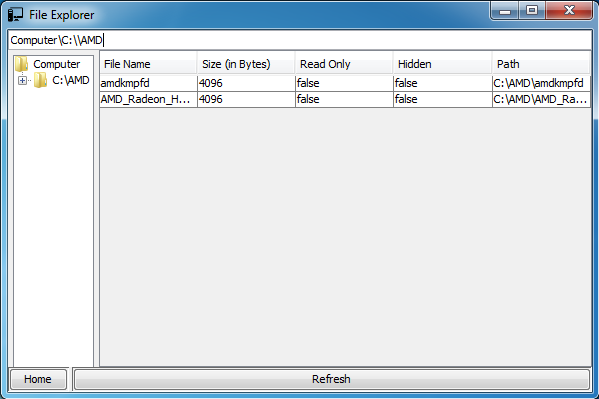 File Explorer
Computer\C:\\AMD
Computer
C:\AMD
File Name Size (in Bytes) Read Only Hidden Path
amdkmpfd 4096 false false C:\AMD\amdkmpfd
AMD_Radeon_H... 4096 false false C:\AMD\AMD_Ra...
Home Refresh